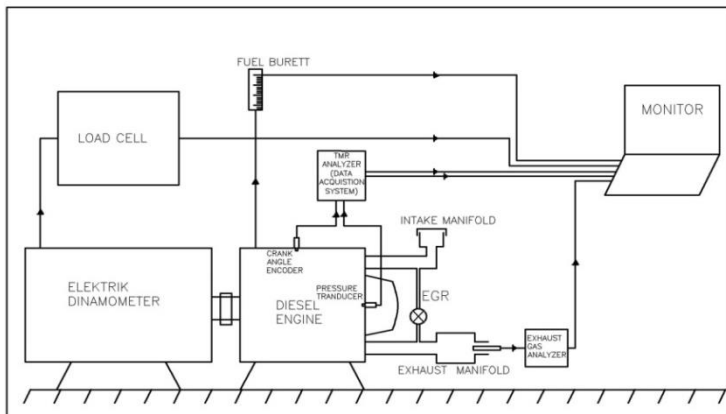 FUEL BURETT
LOAD CELL
TMR ANALYZER
(DATA
ACQUISTION
SYSTEM)
MONITOR
INTAKE MANIFOLD
CRANK
ANGLE
ENCODER
ELEKTRIK
DINAMOMETER
DIESEL
ENGINE
PRESSURE
TRANDUCER
EGR
EXHAUST MANIFOLD
EXHAUST
GAS
ANALYZER